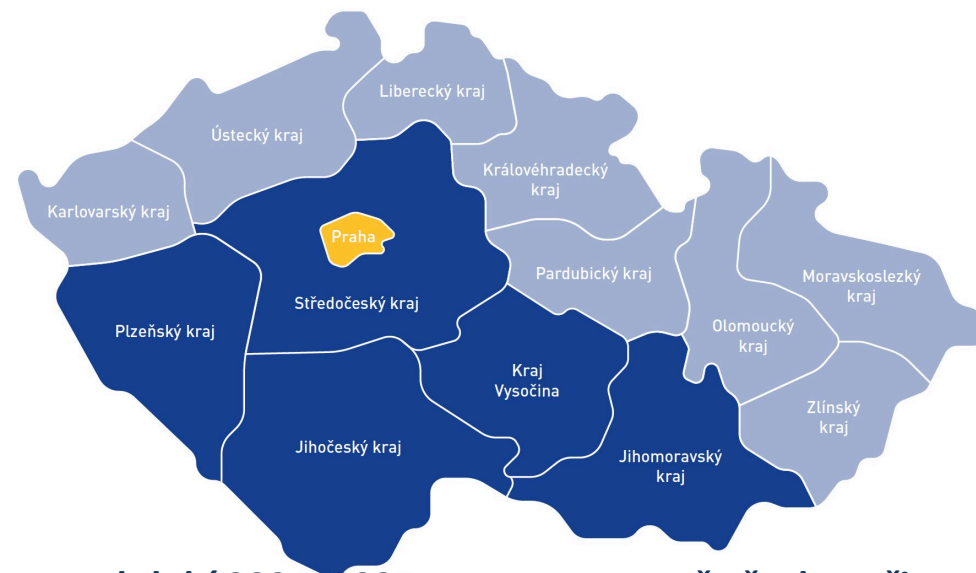 Liberecký kraj
Ústecký kraj
Královéhradecký
kraj
Karlovarský kraj
Praha
Pardubický kraj
Moravskoslezký
kraj
Středočeský kraj
Plzeňský kraj
Olomoucký
kraj
Kraj
Vysočina
Zlínský
kraj
Jihočeský kraj
Jihomoravský
kraj